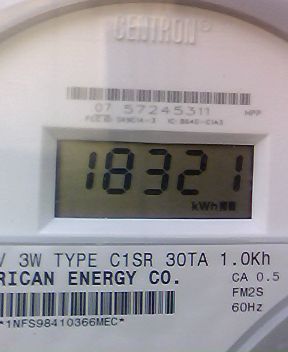 CENTRON®
07 57245311 MPP
18321
kWh
V 3W TYPE C1SR 30TA 1.0Kh
RICAN ENERGY CO. CA 0.5
FM2S
60Hz
*1NFS98410366MEC*